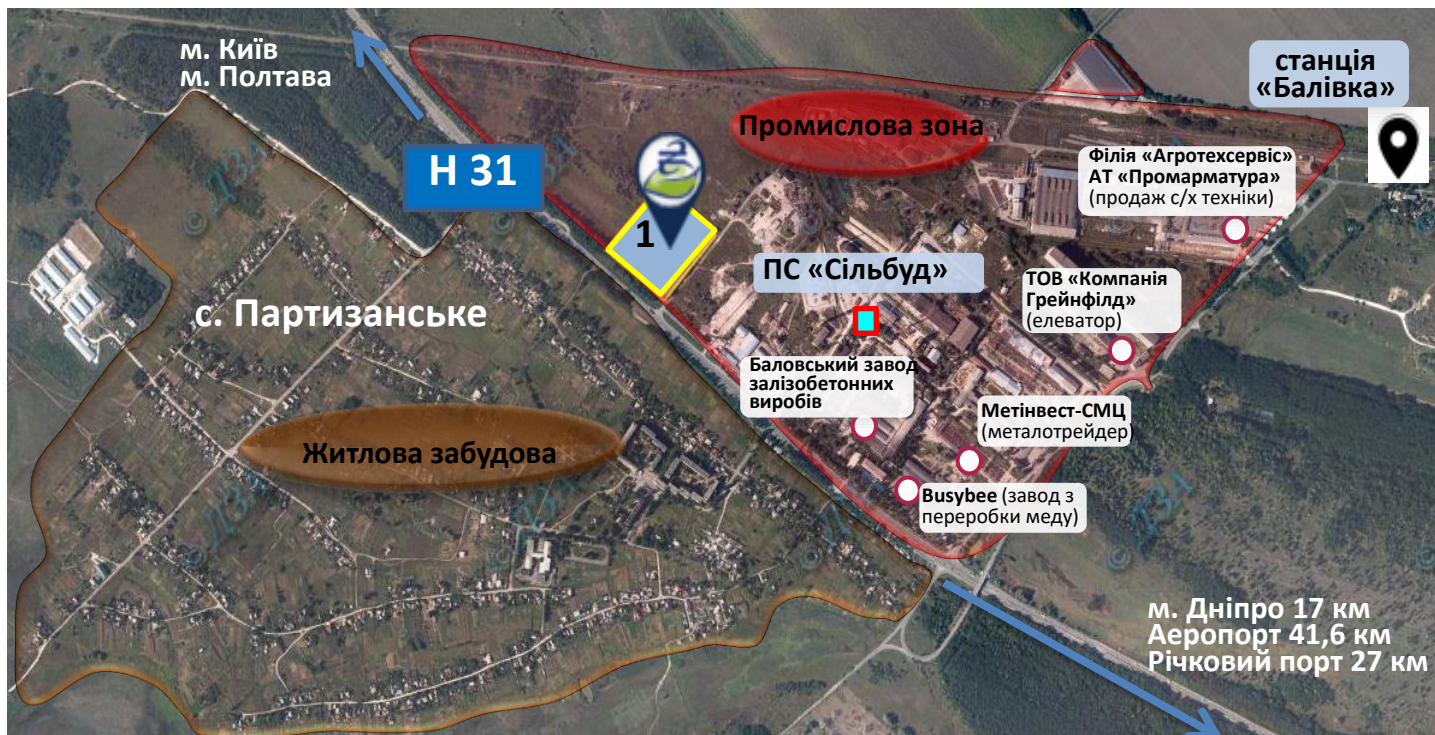 м. Київ
м. Полтава
станція
«Балівка»
Промислова зона
Н 31
Філія «Агротехсервіс»
АТ «Промарматура»
(продаж с/х техніки)
1
ПС «Сільбуд»
ТОВ «Компанія
Грейнфілд»
(елеватор)
с. Партизанське
Баловський завод
залізобетонних
виробів
Метінвест-СМЦ
(металотрейдер)
Житлова забудова
Busybee (завод з
переробки меду)
м. Дніпро 17 км
Аеропорт 41,6 км
Річковий порт 27 км